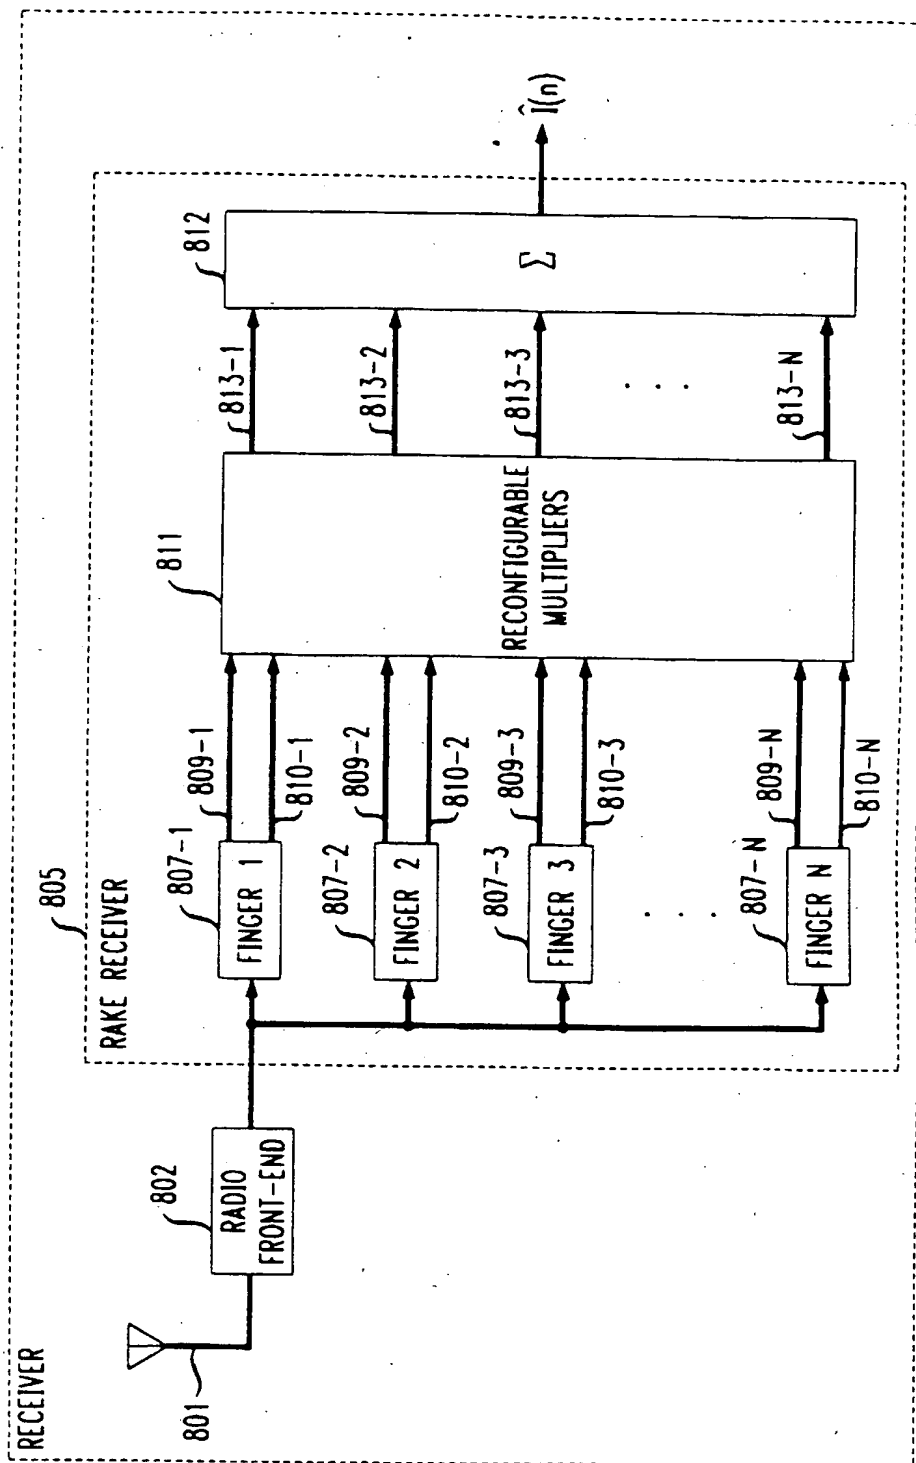 RECEIVER
805
RAKE RECEIVER
801
802
RADIO
FRONT-END
807-1
FINGER 1
809-1
810-1
807-2
FINGER 2
809-2
810-2
807-3
FINGER 3
809-3
810-3
. . .
807-N
FINGER N
809-N
810-N
811
RECONFIGURABLE
MULTIPLIERS
813-1
813-2
813-3
. . .
813-N
812
Σ
Î(n)